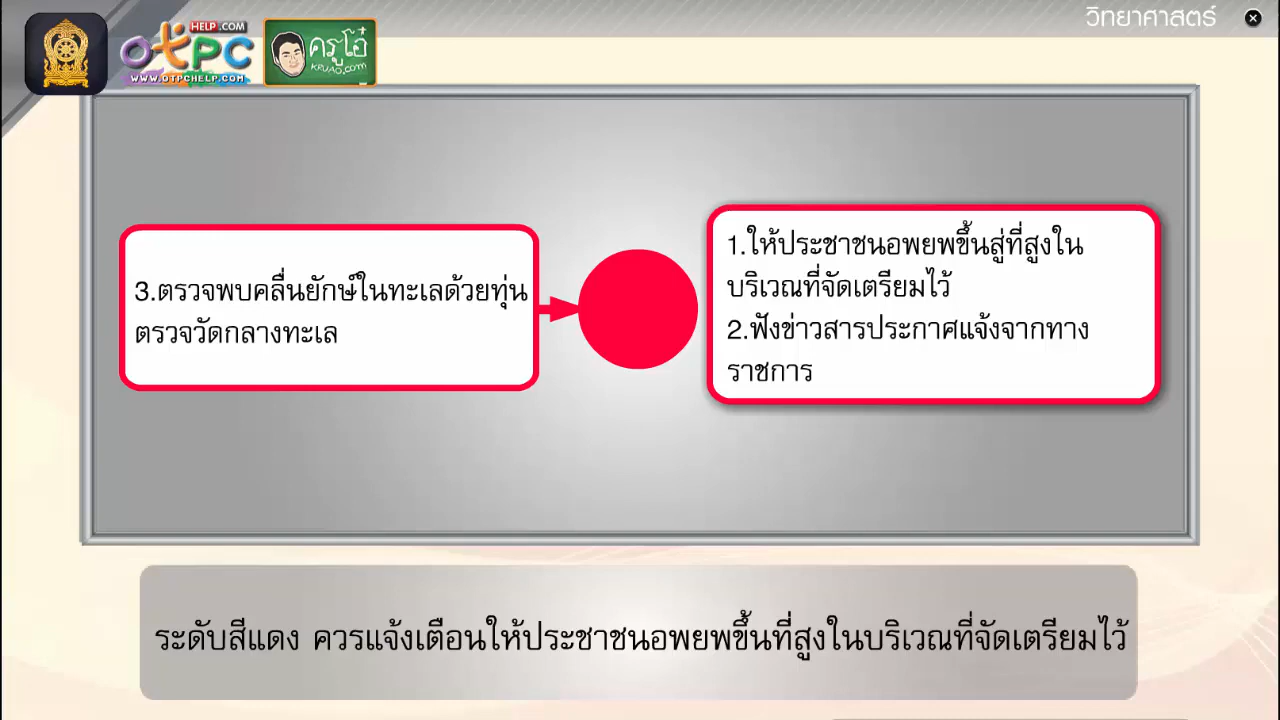 วิทยาศาสตร์
HELP.COM
OTPC
WWW.OTPCHELP.COM
ครูโอ๋
KRUAO.COM
3.ตรวจพบคลื่นยักษ์ในทะเลด้วยทุ่น
ตรวจวัดกลางทะเล
1.ให้ประชาชนอพยพขึ้นสู่ที่สูงใน
บริเวณที่จัดเตรียมไว้
2.ฟังข่าวสารประกาศแจ้งจากทาง
ราชการ
ระดับสีแดง ควรแจ้งเตือนให้ประชาชนอพยพขึ้นที่สูงในบริเวณที่จัดเตรียมไว้